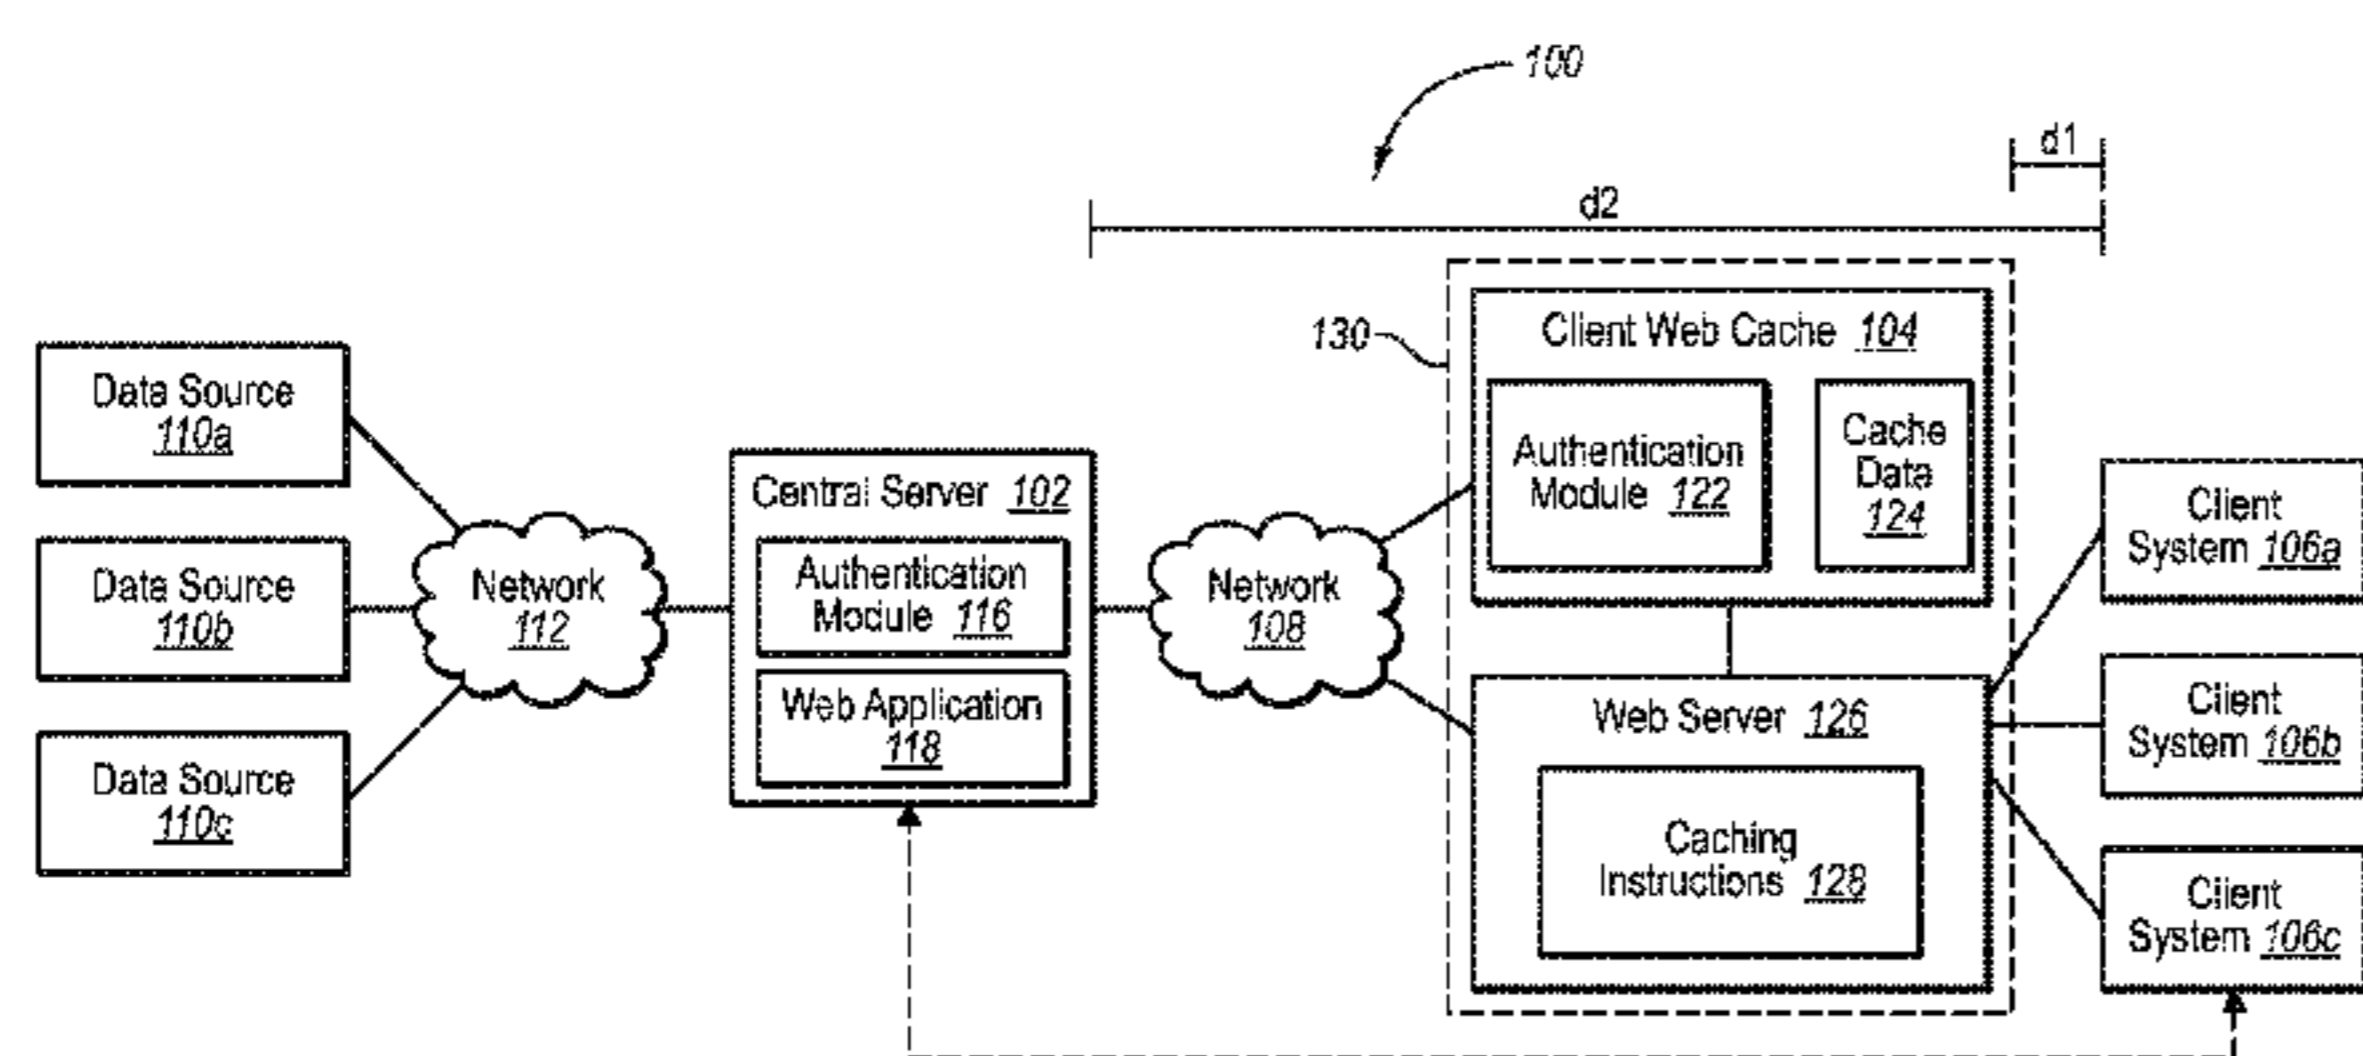 100
d1
d2
130
Client Web Cache 104
Authentication
Module 122
Cache
Data
124
Data Source
110a
Data Source
110b
Data Source
110c
Network
112
Central Server 102
Authentication
Module 116
Web Application
118
Network
108
Web Server 126
Caching
Instructions 128
Client
System 106a
Client
System 106b
Client
System 106c